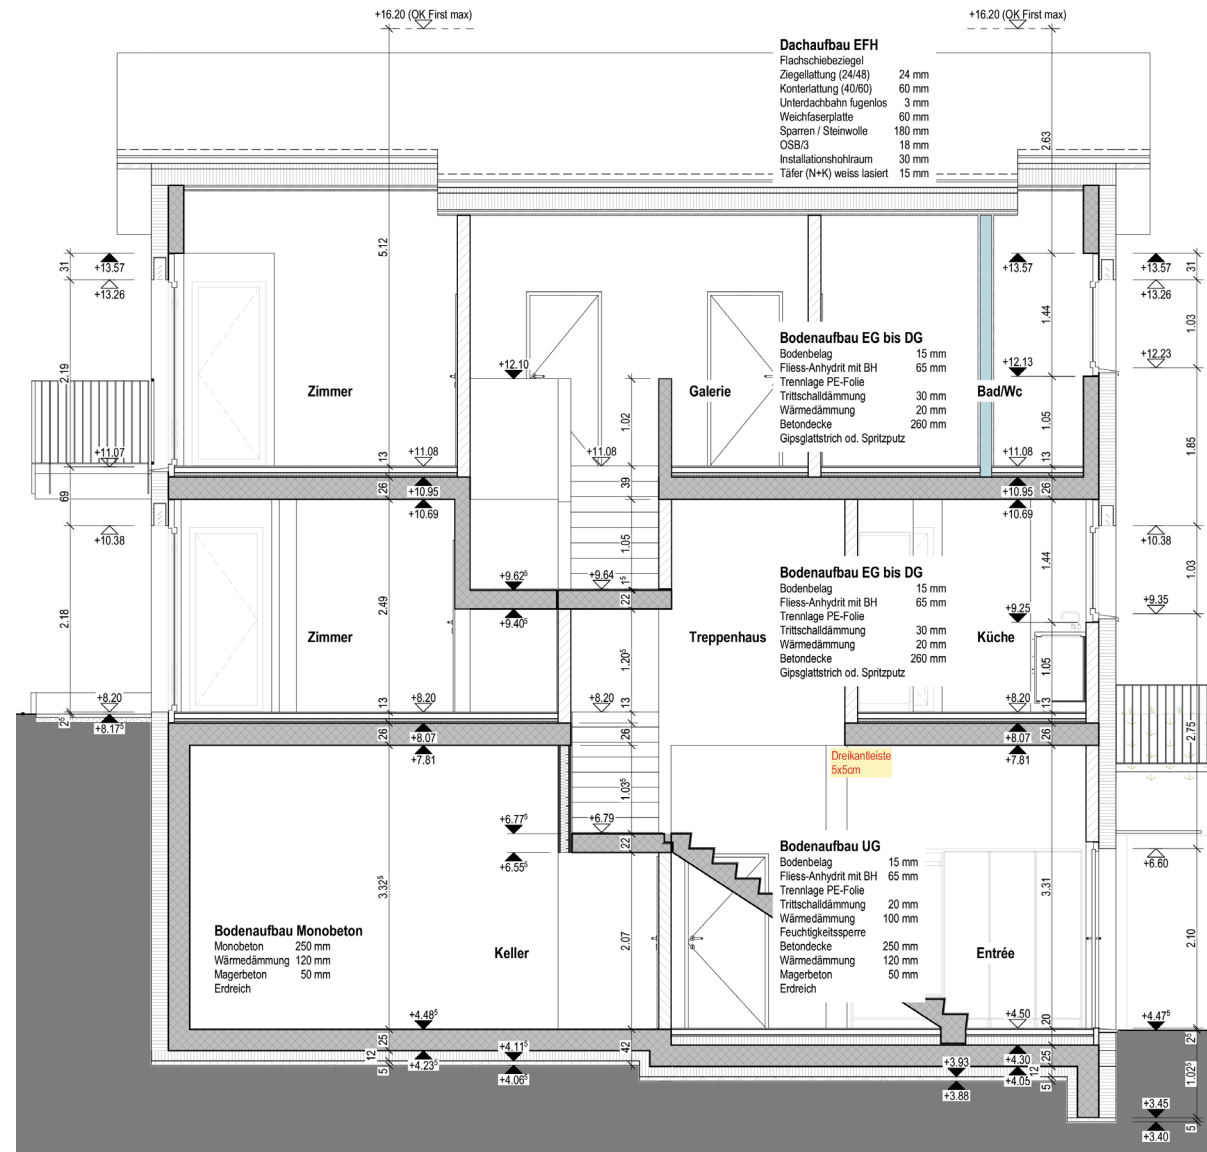 +16.20 (OK First max)
+16.20 (OK First max)
Dachaufbau EFH
Flachschiebeziegel
Ziegellattung (24/48) 24 mm
Konterlattung (40/60) 60 mm
Unterdachbahn fugenlos 3 mm
Weichfaserplatte 60 mm
Sparren / Steinwolle 180 mm
OSB/3 18 mm
Installationshohlraum 30 mm
Täfer (N+K) weiss lasiert 15 mm
2.63
5.12
31
+13.57
+13.26
+13.57
+13.57
31
+13.26
1.44
1.03
Bodenaufbau EG bis DG
Bodenbelag 15 mm
Fliess-Anhydrit mit BH 65 mm
Trennlage PE-Folie
Trittschalldämmung 30 mm
Wärmedämmung 20 mm
Betondecke 260 mm
Gipsglattstrich od. Spritzputz
2.19
+12.10
+12.13
+12.23
Zimmer
Galerie
Bad/Wc
1.02
1.05
1.85
+11.07
13
+11.08
+11.08
+11.08
13
69
26
+10.95
+10.69
39
+10.95
+10.69
26
+10.38
+10.38
1.05
1.44
1.03
2.18
2.49
+9.62⁵
+9.64
1⁵
22
+9.40⁵
Bodenaufbau EG bis DG
Bodenbelag 15 mm
Fliess-Anhydrit mit BH 65 mm
Trennlage PE-Folie
Trittschalldämmung 30 mm
Wärmedämmung 20 mm
Betondecke 260 mm
Gipsglattstrich od. Spritzputz
+9.25
+9.35
Zimmer
Treppenhaus
Küche
1.20⁵
1.05
+8.20
13
+8.20
13
+8.20
+8.20
13
2⁵
+8.17⁵
26
+8.07
+7.81
26
+8.07
+7.81
26
2.75
Dreikantleiste
5x5cm
1.03⁵
+6.77⁵
+6.79
22
+6.55⁵
+6.60
Bodenaufbau UG
Bodenbelag 15 mm
Fliess-Anhydrit mit BH 65 mm
Trennlage PE-Folie
Trittschalldämmung 20 mm
Wärmedämmung 100 mm
Feuchtigkeitssperre
Betondecke 250 mm
Wärmedämmung 120 mm
Magerbeton 50 mm
Erdreich
3.32⁵
3.31
2.07
2.10
Bodenaufbau Monobeton
Monobeton 250 mm
Wärmedämmung 120 mm
Magerbeton 50 mm
Erdreich
Keller
Entrée
+4.48⁵
+4.50
20
+4.47⁵
2⁵
25
12
5
+4.23⁵
+4.11⁵
+4.06⁵
42
+3.93
+3.88
+4.30
+4.05
25
12
5
1.02⁵
+3.45
+3.40
5